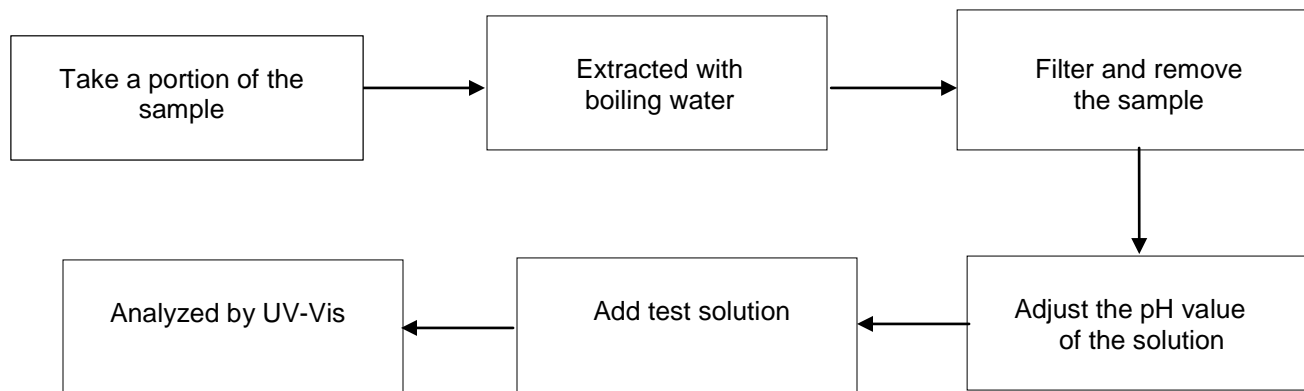 Take a portion of the
sample
Extracted with
boiling water
Filter and remove
the sample
Adjust the pH value
of the solution
Add test solution
Analyzed by UV-Vis